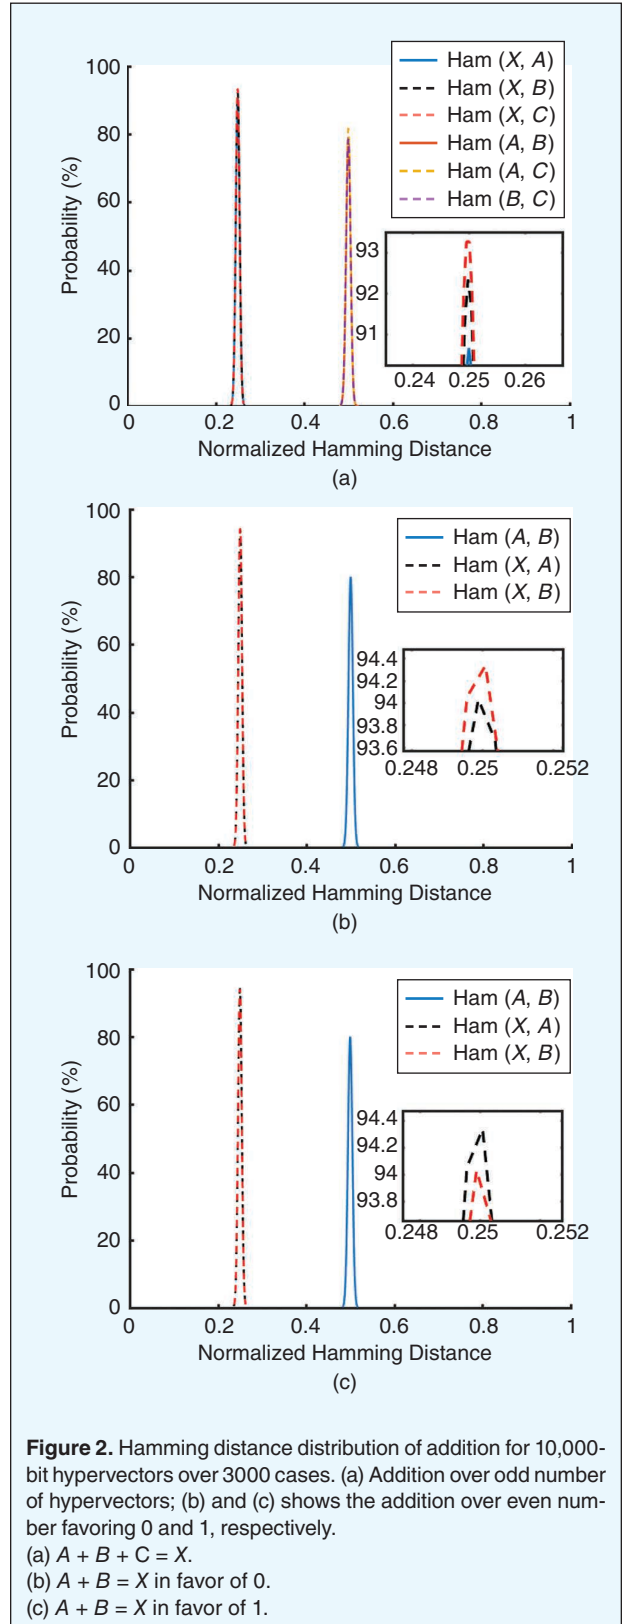 Ham (X, A)
Ham (X, B)
Ham (X, C)
Ham (A, B)
Ham (A, C)
Ham (B, C)
100
80
60
40
20
0
Probability (%)
93
92
91
0.24 0.25 0.26
0 0.2 0.4 0.6 0.8 1
Normalized Hamming Distance
(a)
Ham (A, B)
Ham (X, A)
Ham (X, B)
100
80
60
40
20
0
Probability (%)
94.4
94.2
94
93.8
93.6
0.248 0.25 0.252
0 0.2 0.4 0.6 0.8 1
Normalized Hamming Distance
(b)
Ham (A, B)
Ham (X, A)
Ham (X, B)
100
80
60
40
20
0
Probability (%)
94.4
94.2
94
93.8
0.248 0.25 0.252
0 0.2 0.4 0.6 0.8 1
Normalized Hamming Distance
(c)
Figure 2. Hamming distance distribution of addition for 10,000-
bit hypervectors over 3000 cases. (a) Addition over odd number
of hypervectors; (b) and (c) shows the addition over even num-
ber favoring 0 and 1, respectively.
(a) A + B + C = X.
(b) A + B = X in favor of 0.
(c) A + B = X in favor of 1.